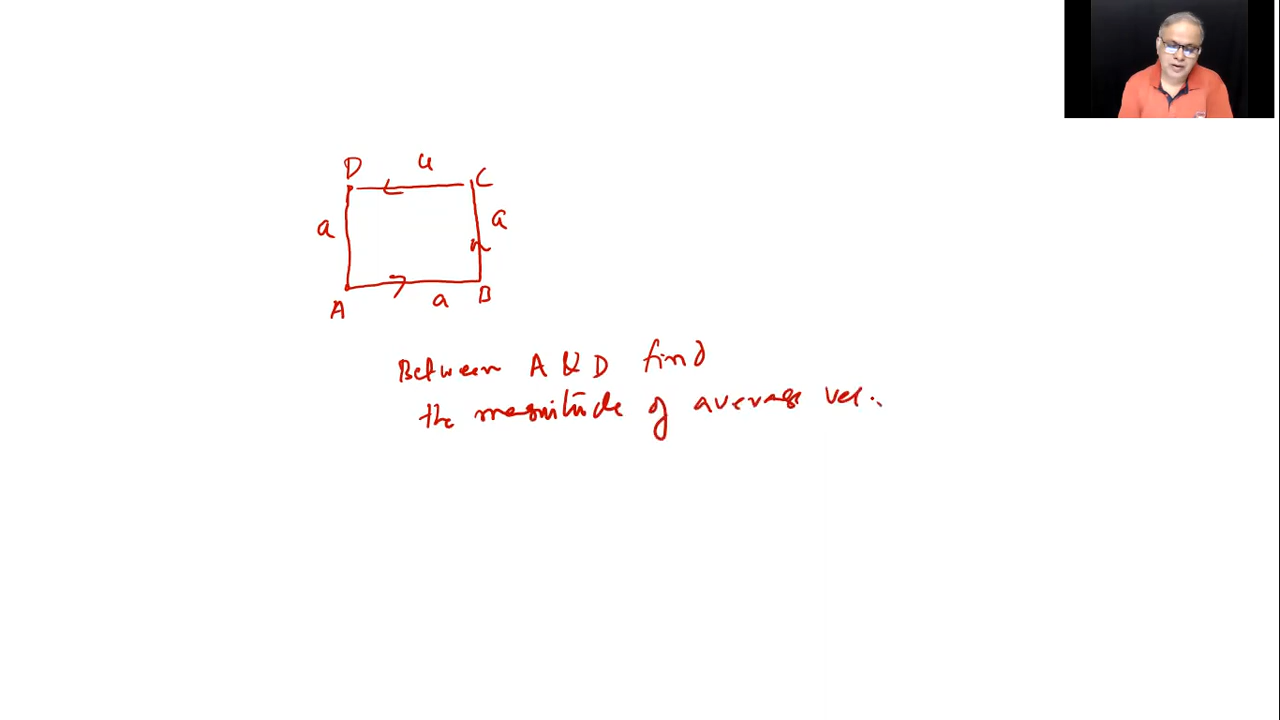 D a C
a a
A a B
Between A & D find
the magnitude of average vel.